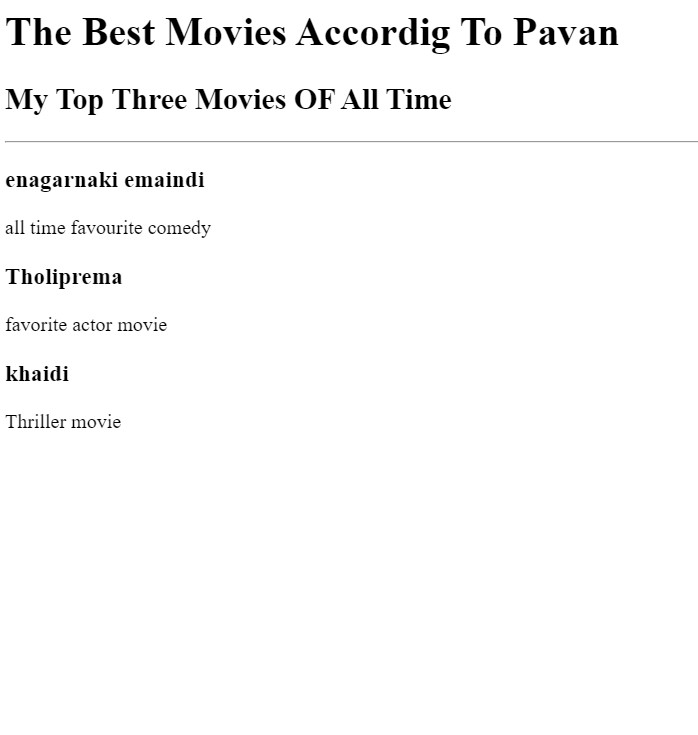 The Best Movies Accordig To Pavan
My Top Three Movies OF All Time
enagarnaki emaindi
all time favourite comedy
Tholiprema
favorite actor movie
khaidi
Thriller movie